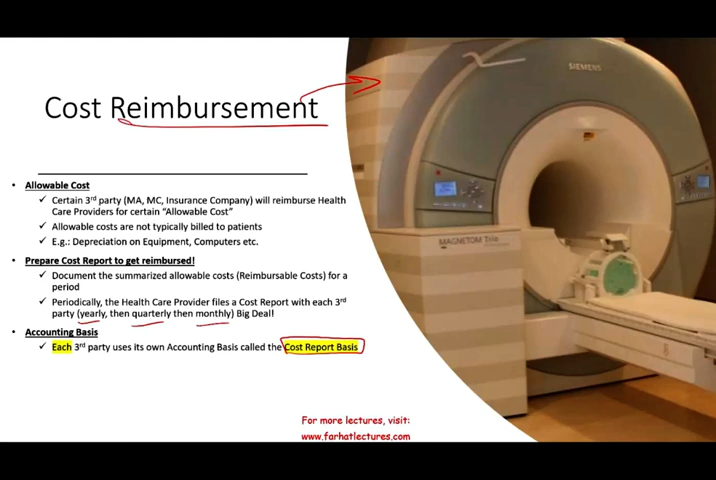 Cost Reimbursement
• Allowable Cost
✓ Certain 3rd party (MA, MC, Insurance Company) will reimburse Health
Care Providers for certain “Allowable Cost”
✓ Allowable costs are not typically billed to patients
✓ E.g.: Depreciation on Equipment, Computers etc.
• Prepare Cost Report to get reimbursed!
✓ Document the summarized allowable costs (Reimbursable Costs) for a
period
✓ Periodically, the Health Care Provider files a Cost Report with each 3rd
party (yearly, then quarterly then monthly) Big Deal!
• Accounting Basis
✓ Each 3rd party uses its own Accounting Basis called the Cost Report Basis
SIEMENS
MAGNETOM Trio
For more lectures, visit:
www.farhatlectures.com